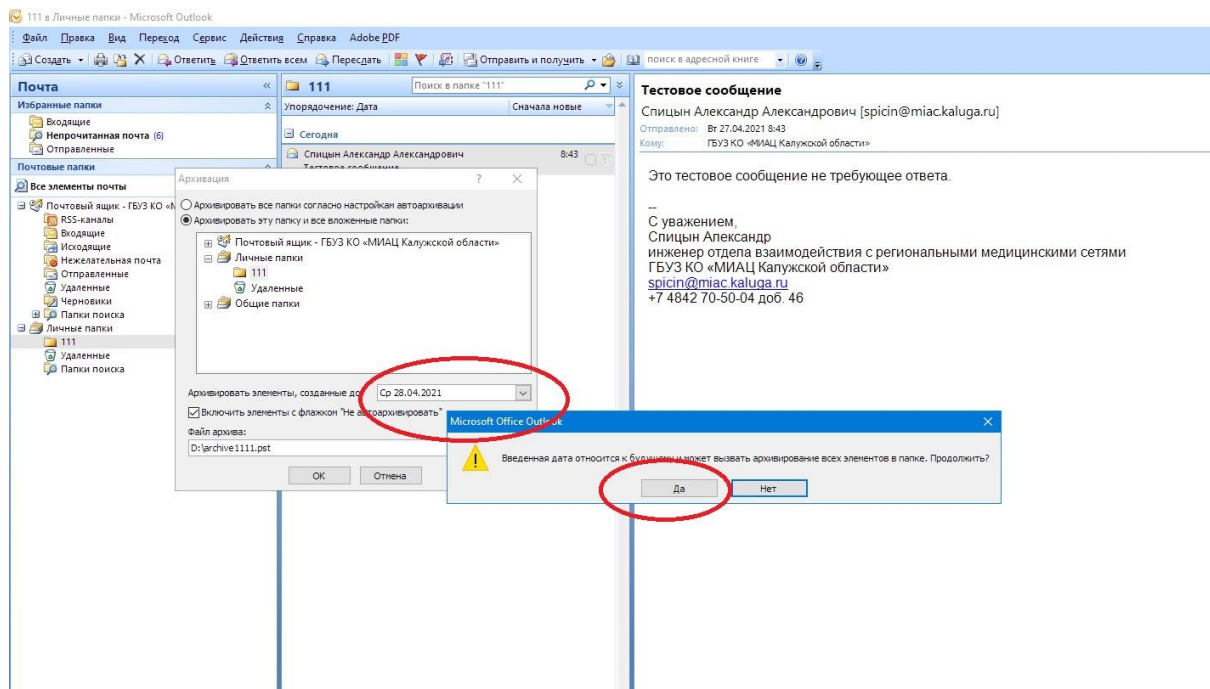 111 в Личные папки - Microsoft Outlook
Файл Правка Вид Переход Сервис Действия Справка Adobe PDF
Создать Ответить Ответить всем Переслать Отправить и получить поиск в адресной книге
Почта
Избранные папки
Входящие
Непрочитанная почта (6)
Отправленные
Почтовые папки
Все элементы почты
Почтовый ящик - ГБУЗ КО
RSS-каналы
Входящие
Исходящие
Нежелательная почта
Отправленные
Удаленные
Черновики
Папки поиска
Личные папки
111
Удаленные
Папки поиска
111 Поиск в папке "111"
Упорядочение: Дата Сначала новые
Сегодня
Спицын Александр Александрович 8:43
Тестовое сообщение
Архивация ?
Архивировать все папки согласно настройкам автоархивации
Архивировать эту папку и все вложенные папки:
Почтовый ящик - ГБУЗ КО «МИАЦ Калужской области»
Личные папки
111
Удаленные
Общие папки
Архивировать элементы, созданные до Ср 28.04.2021
Включить элементы с флажком "Не автоархивировать"
Файл архива:
D:\archive1111.pst
ОК Отмена
Microsoft Office Outlook
Введенная дата относится к будущему и может вызвать архивирование всех элементов в папке. Продолжить?
Да Нет
Тестовое сообщение
Спицын Александр Александрович [spicin@miac.kaluga.ru]
Отправлено: Вт 27.04.2021 8:43
Кому: ГБУЗ КО «МИАЦ Калужской области»
Это тестовое сообщение не требующее ответа.
--
С уважением,
Спицын Александр
инженер отдела взаимодействия с региональными медицинскими сетями
ГБУЗ КО «МИАЦ Калужской области»
spicin@miac.kaluga.ru
+7 4842 70-50-04 доб. 46